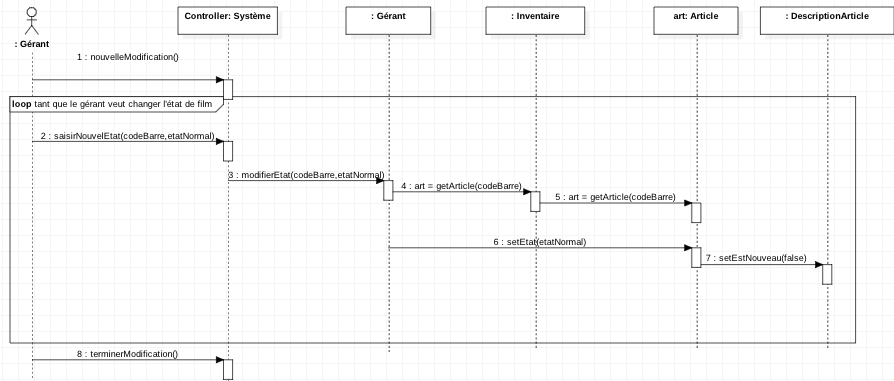 Controller: Système
: Gérant
: Inventaire
art: Article
: DescriptionArticle
: Gérant
1 : nouvelleModification()
loop tant que le gérant veut changer l'état de film
2 : saisirNouvelEtat(codeBarre,etatNormal)
3 : modifierEtat(codeBarre,etatNormal)
4 : art = getArticle(codeBarre)
5 : art = getArticle(codeBarre)
6 : setEtat(etatNormal)
7 : setEstNouveau(false)
8 : terminerModification()